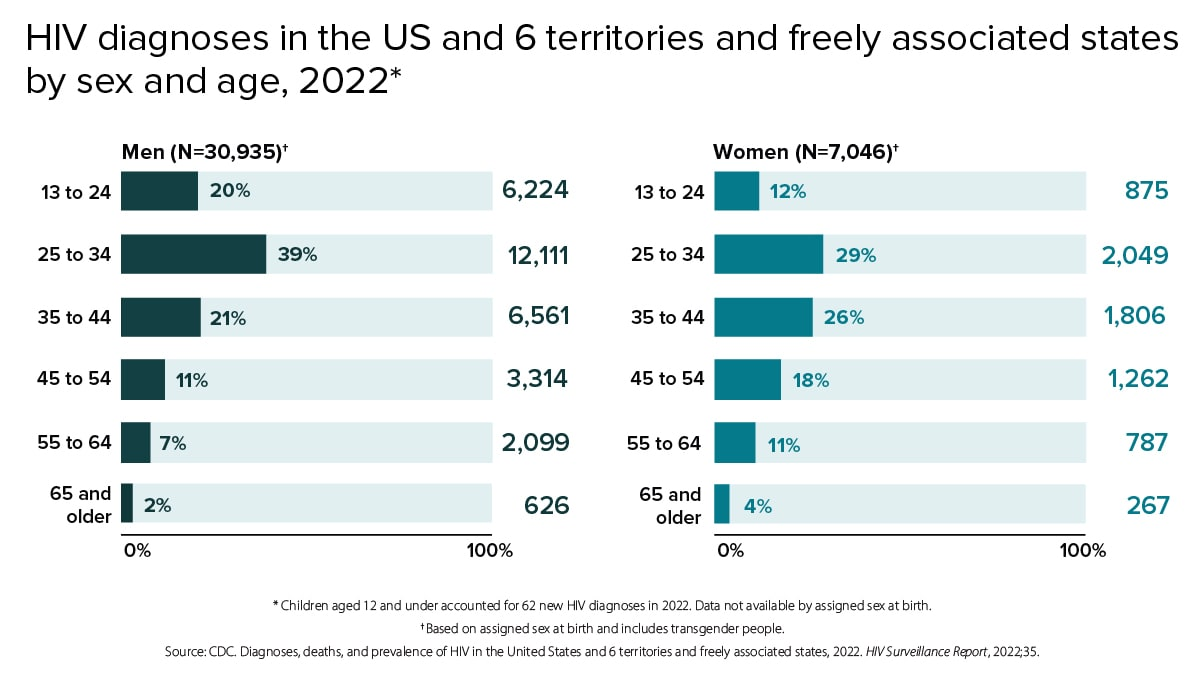 HIV diagnoses in the US and 6 territories and freely associated states
by sex and age, 2022*
Men (N=30,935)†
13 to 24 20% 6,224
25 to 34 39% 12,111
35 to 44 21% 6,561
45 to 54 11% 3,314
55 to 64 7% 2,099
65 and
older 2% 626
0% 100%
Women (N=7,046)†
13 to 24 12% 875
25 to 34 29% 2,049
35 to 44 26% 1,806
45 to 54 18% 1,262
55 to 64 11% 787
65 and
older 4% 267
0% 100%
* Children aged 12 and under accounted for 62 new HIV diagnoses in 2022. Data not available by assigned sex at birth.
†Based on assigned sex at birth and includes transgender people.
Source: CDC. Diagnoses, deaths, and prevalence of HIV in the United States and 6 territories and freely associated states, 2022. HIV Surveillance Report, 2022;35.